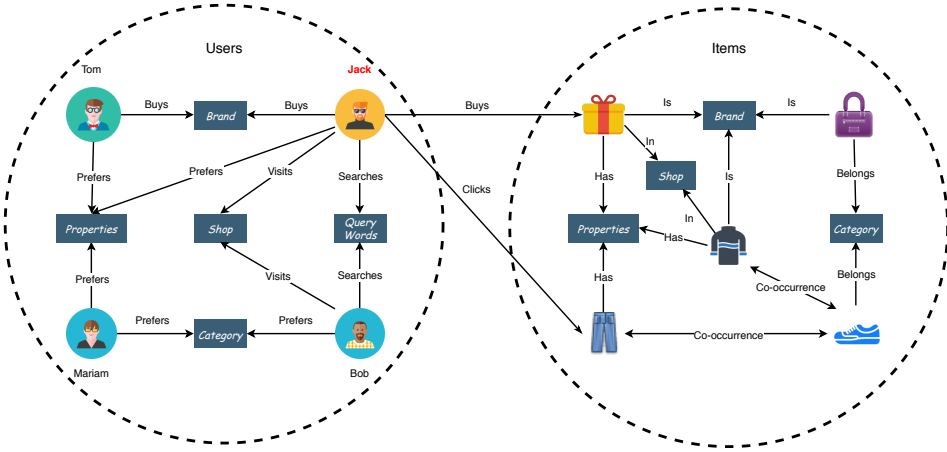 Users
Items
Tom
Jack
Buys
Brand
Buys
Buys
Is
Brand
Is
In
Prefers
Prefers
Visits
Searches
Clicks
Has
Shop
Is
Belongs
Properties
Shop
Query
Words
Properties
In
Has
Category
Prefers
Visits
Searches
Has
Co-occurrence
Belongs
Prefers
Category
Prefers
Co-occurrence
Mariam
Bob